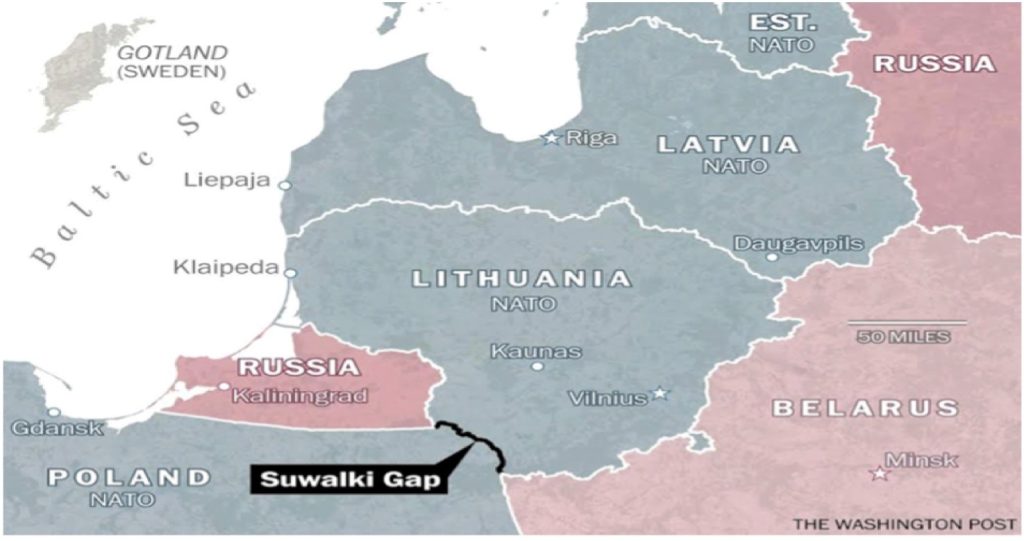 GOTLAND
(SWEDEN)
Baltic Sea
EST.
NATO
RUSSIA
Riga
LATVIA
NATO
Liepaja
Daugavpils
Klaipeda
LITHUANIA
NATO
50 MILES
Kaunas
RUSSIA
Kaliningrad
Vilnius
BELARUS
Gdansk
Minsk
POLAND
NATO
Suwalki Gap
THE WASHINGTON POST